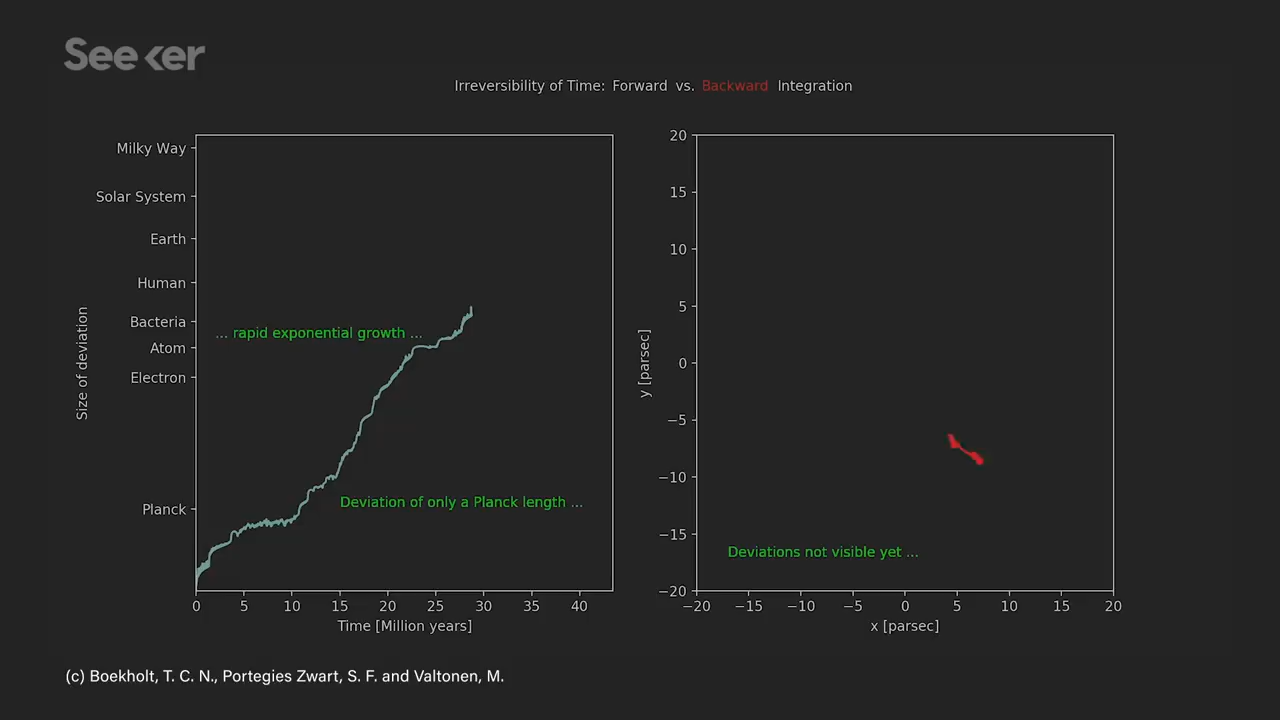 Seeker
Irreversibility of Time: Forward vs. Backward Integration
Milky Way
Solar System
Earth
Human
Bacteria
Atom
Electron
Planck
Size of deviation
... rapid exponential growth ...
Deviation of only a Planck length ...
0 5 10 15 20 25 30 35 40
Time [Million years]
20
15
10
5
0
−5
−10
−15
−20
y [parsec]
Deviations not visible yet ...
−20 −15 −10 −5 0 5 10 15 20
x [parsec]
(c) Boekholt, T. C. N., Portegies Zwart, S. F. and Valtonen, M.